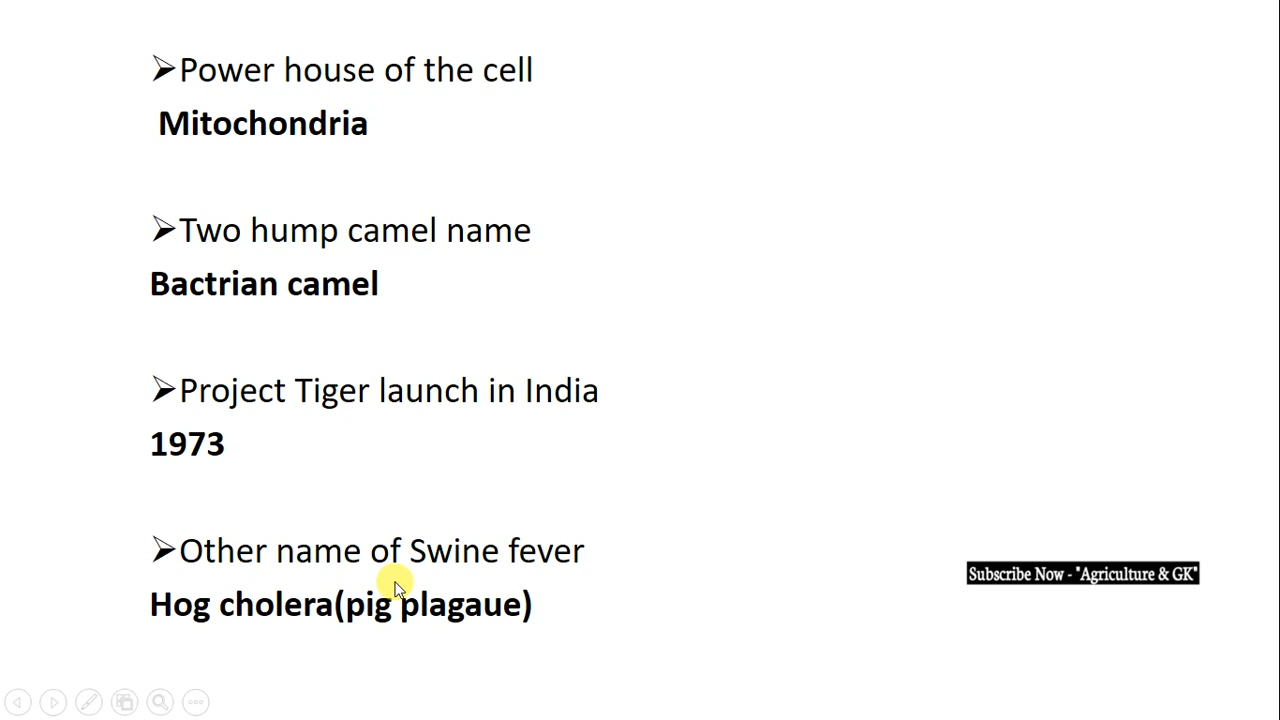 ➢Power house of the cell
Mitochondria
➢Two hump camel name
Bactrian camel
➢Project Tiger launch in India
1973
➢Other name of Swine fever
Hog cholera(pig plagaue)
Subscribe Now - "Agriculture & GK"